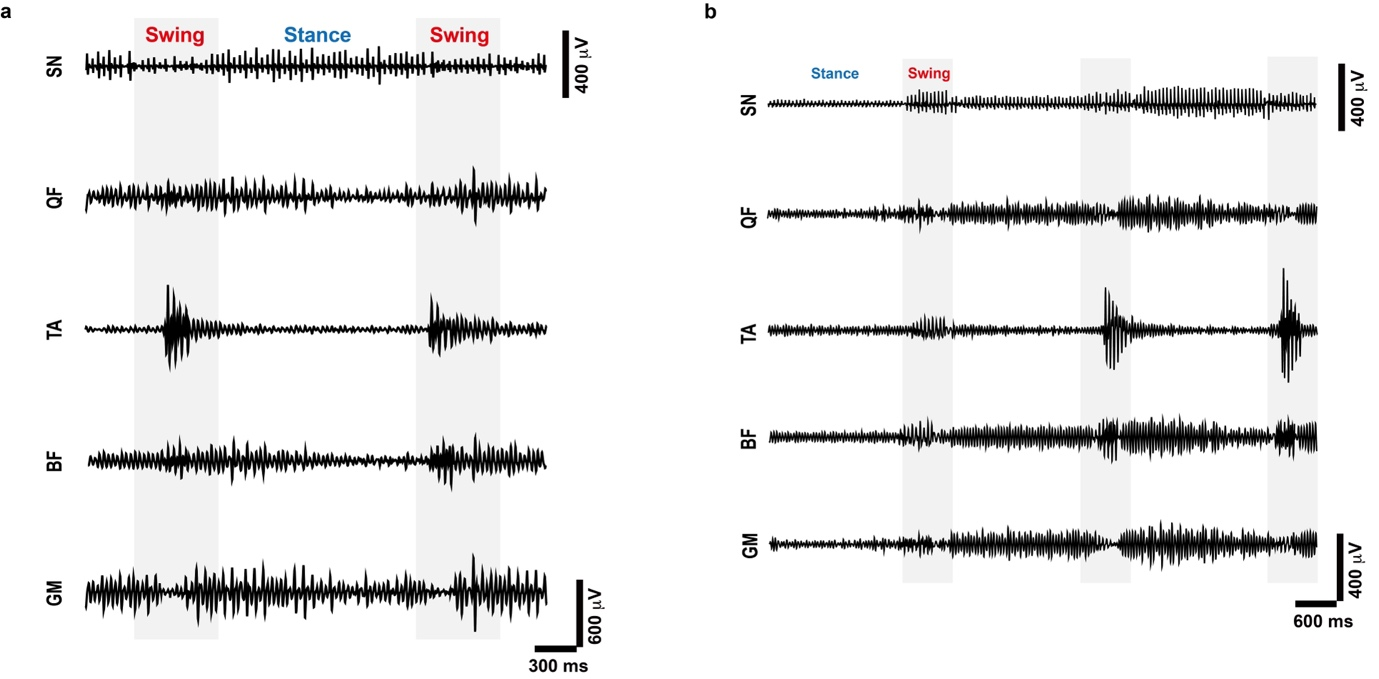 a
Swing Stance Swing
SN
400 µV
QF
TA
BF
GM
600 µV
300 ms
b
Stance Swing
SN
400 µV
QF
TA
BF
GM
400 µV
600 ms